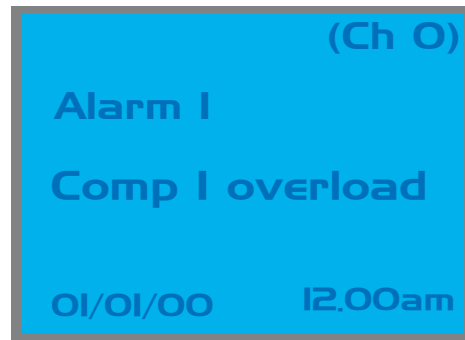 (Ch 0)
Alarm 1
Comp 1 overload
01/01/00 12.00am